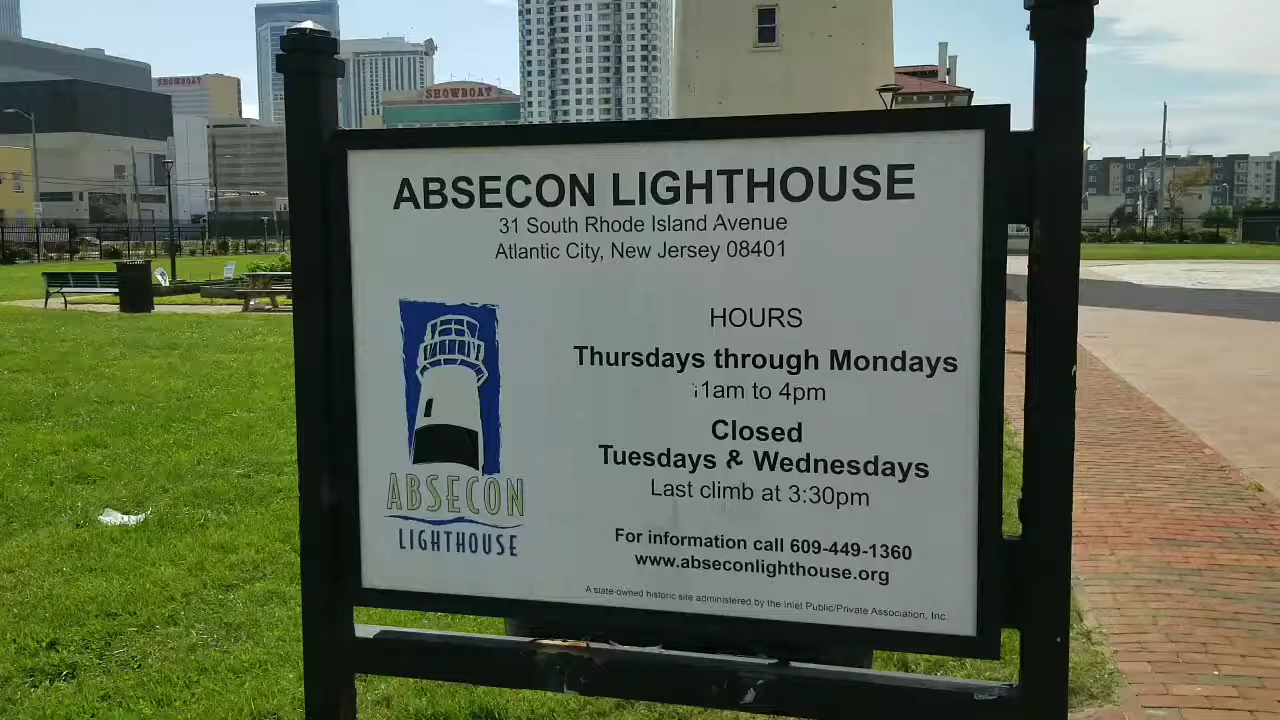 SHOWBOAT
SHOWBOAT
ABSECON LIGHTHOUSE
31 South Rhode Island Avenue
Atlantic City, New Jersey 08401
HOURS
Thursdays through Mondays
11am to 4pm
Closed
Tuesdays & Wednesdays
Last climb at 3:30pm
For information call 609-449-1360
www.abseconlighthouse.org
A state-owned historic site administered by the Inlet Public/Private Association, Inc.
ABSECON
LIGHTHOUSE